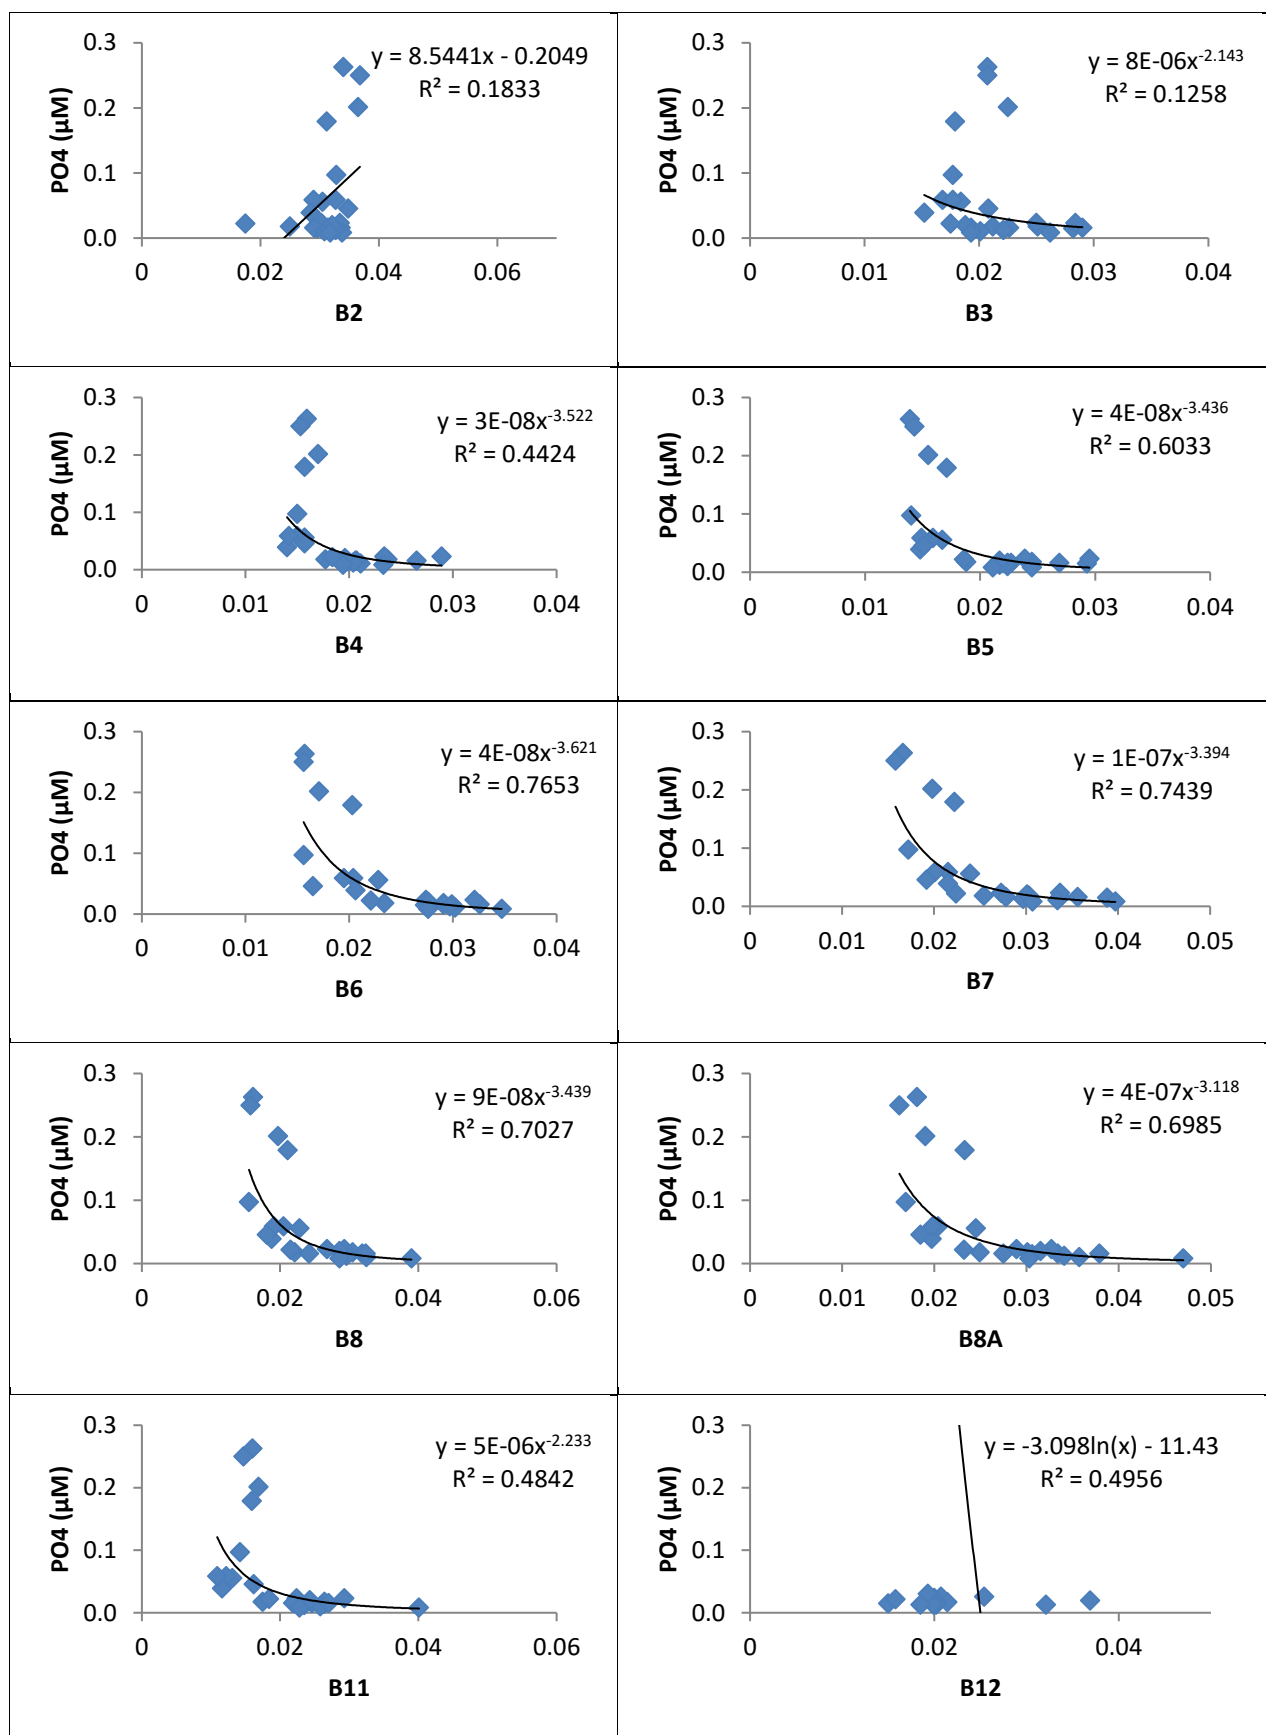 y = 8.5441x - 0.2049
R² = 0.1833
0.3
0.2
0.1
0.0
0 0.02 0.04 0.06
PO4 (µM)
B2
y = 8E-06x^-2.143
R² = 0.1258
0.3
0.2
0.1
0.0
0 0.01 0.02 0.03 0.04
PO4 (µM)
B3
y = 3E-08x^-3.522
R² = 0.4424
0.3
0.2
0.1
0.0
0 0.01 0.02 0.03 0.04
PO4 (µM)
B4
y = 4E-08x^-3.436
R² = 0.6033
0.3
0.2
0.1
0.0
0 0.01 0.02 0.03 0.04
PO4 (µM)
B5
y = 4E-08x^-3.621
R² = 0.7653
0.3
0.2
0.1
0.0
0 0.01 0.02 0.03 0.04
PO4 (µM)
B6
y = 1E-07x^-3.394
R² = 0.7439
0.3
0.2
0.1
0.0
0 0.01 0.02 0.03 0.04 0.05
PO4 (µM)
B7
y = 9E-08x^-3.439
R² = 0.7027
0.3
0.2
0.1
0.0
0 0.02 0.04 0.06
PO4 (µM)
B8
y = 4E-07x^-3.118
R² = 0.6985
0.3
0.2
0.1
0.0
0 0.01 0.02 0.03 0.04 0.05
PO4 (µM)
B8A
y = 5E-06x^-2.233
R² = 0.4842
0.3
0.2
0.1
0.0
0 0.02 0.04 0.06
PO4 (µM)
B11
y = -3.098ln(x) - 11.43
R² = 0.4956
0.3
0.2
0.1
0.0
0 0.02 0.04
PO4 (µM)
B12